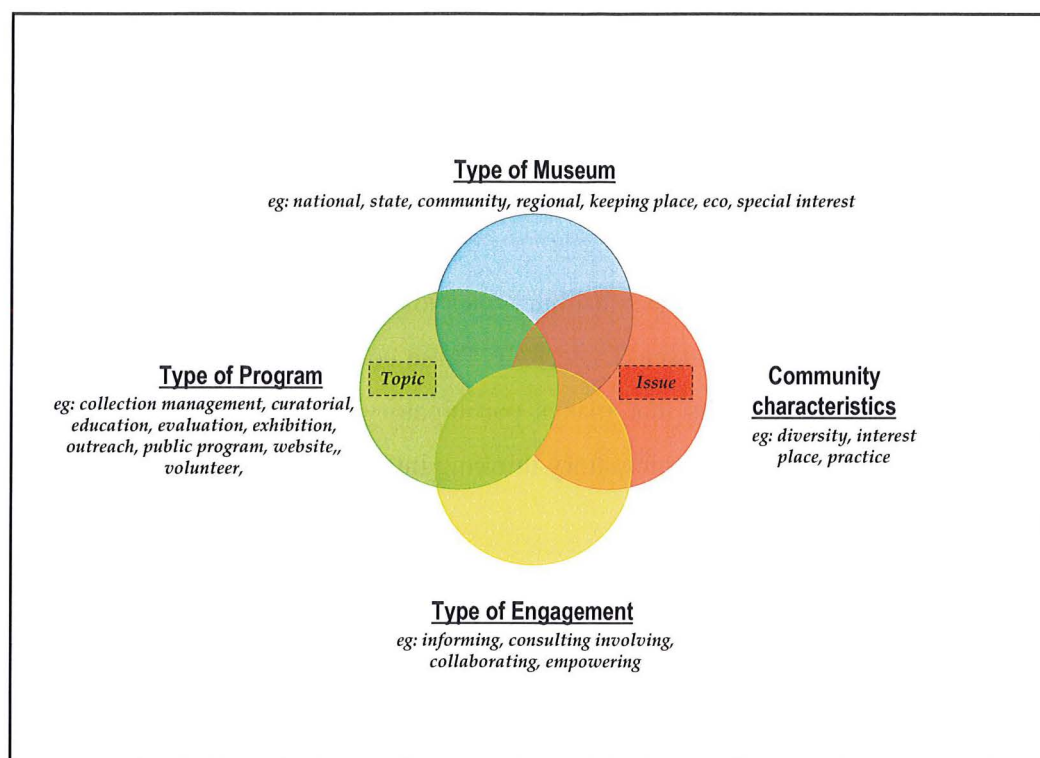 Type of Museum
eg: national, state, community, regional, keeping place, eco, special interest
Type of Program
eg: collection management, curatorial,
education, evaluation, exhibition,
outreach, public program, website,,
volunteer,
Topic
Issue
Community
characteristics
eg: diversity, interest
place, practice
Type of Engagement
eg: informing, consulting involving,
collaborating, empowering